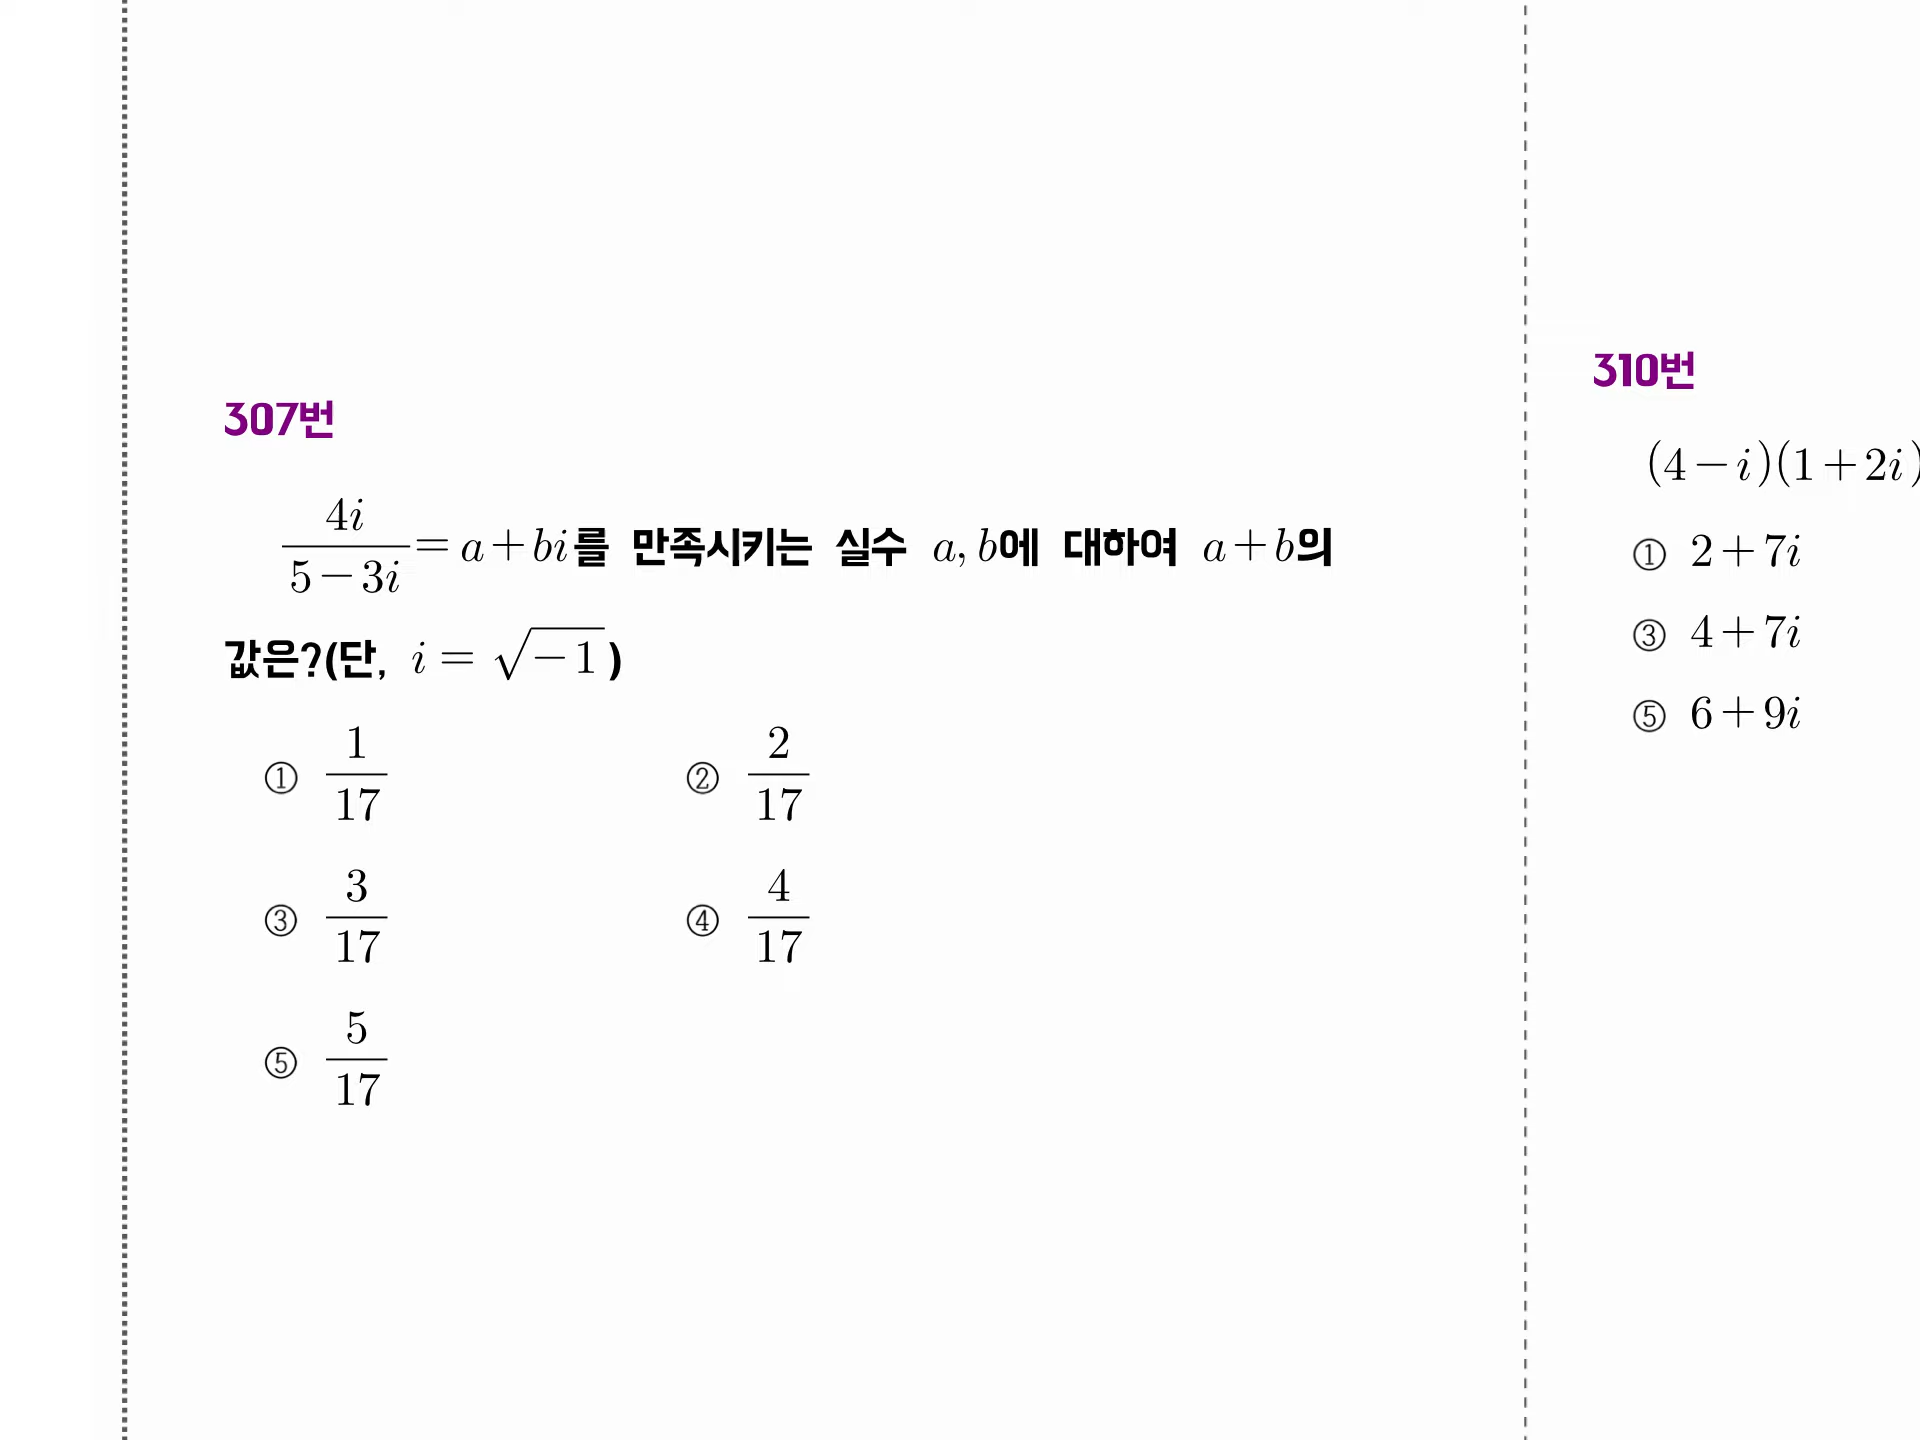 307번
4i/(5-3i) = a+bi를 만족시키는 실수 a, b에 대하여 a+b의
값은?(단, i = √-1)
① 1/17 ② 2/17
③ 3/17 ④ 4/17
⑤ 5/17
310번
(4-i)(1+2i)
① 2+7i
③ 4+7i
⑤ 6+9i